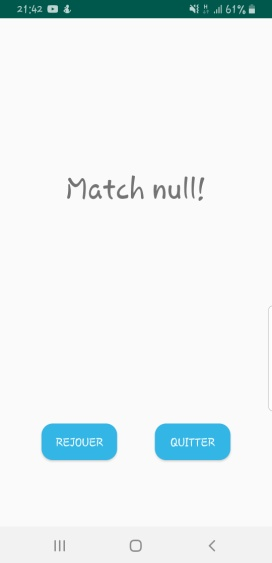 21:42 61%
Match null!
REJOUER QUITTER